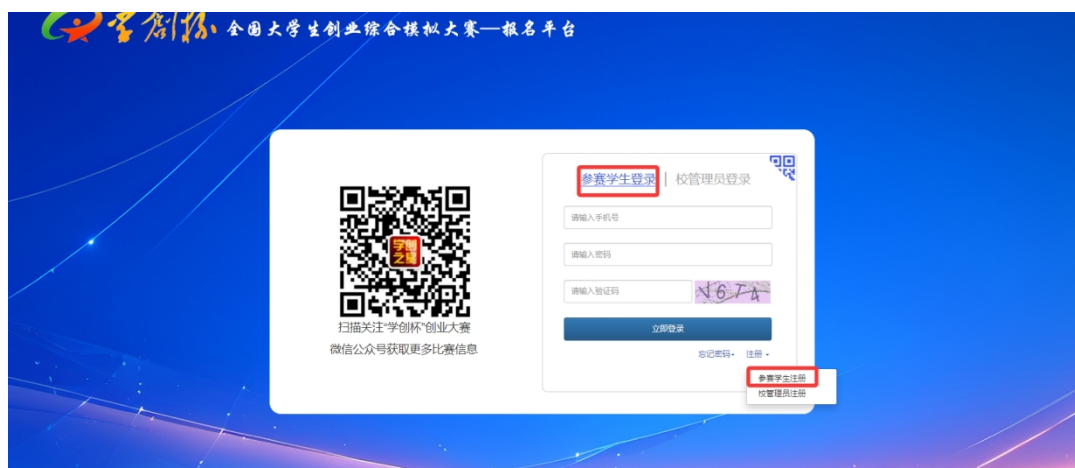 学创杯 全国大学生创业综合模拟大赛—报名平台
参赛学生登录 | 校管理员登录
请输入手机号
请输入密码
请输入验证码 V6TA
立即登录
忘记密码 注册
参赛学生注册
校管理员注册
学创之星
扫描关注“学创杯”创业大赛
微信公众号获取更多比赛信息